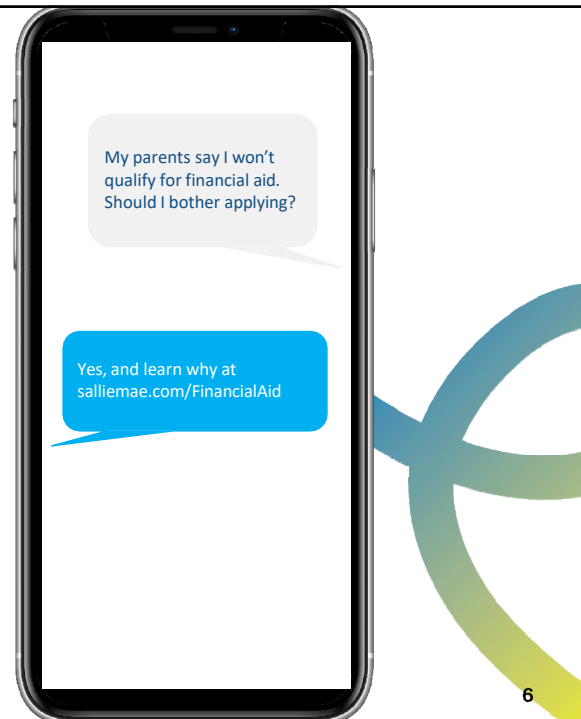 My parents say I won’t
qualify for financial aid.
Should I bother applying?
Yes, and learn why at
salliemae.com/FinancialAid
6